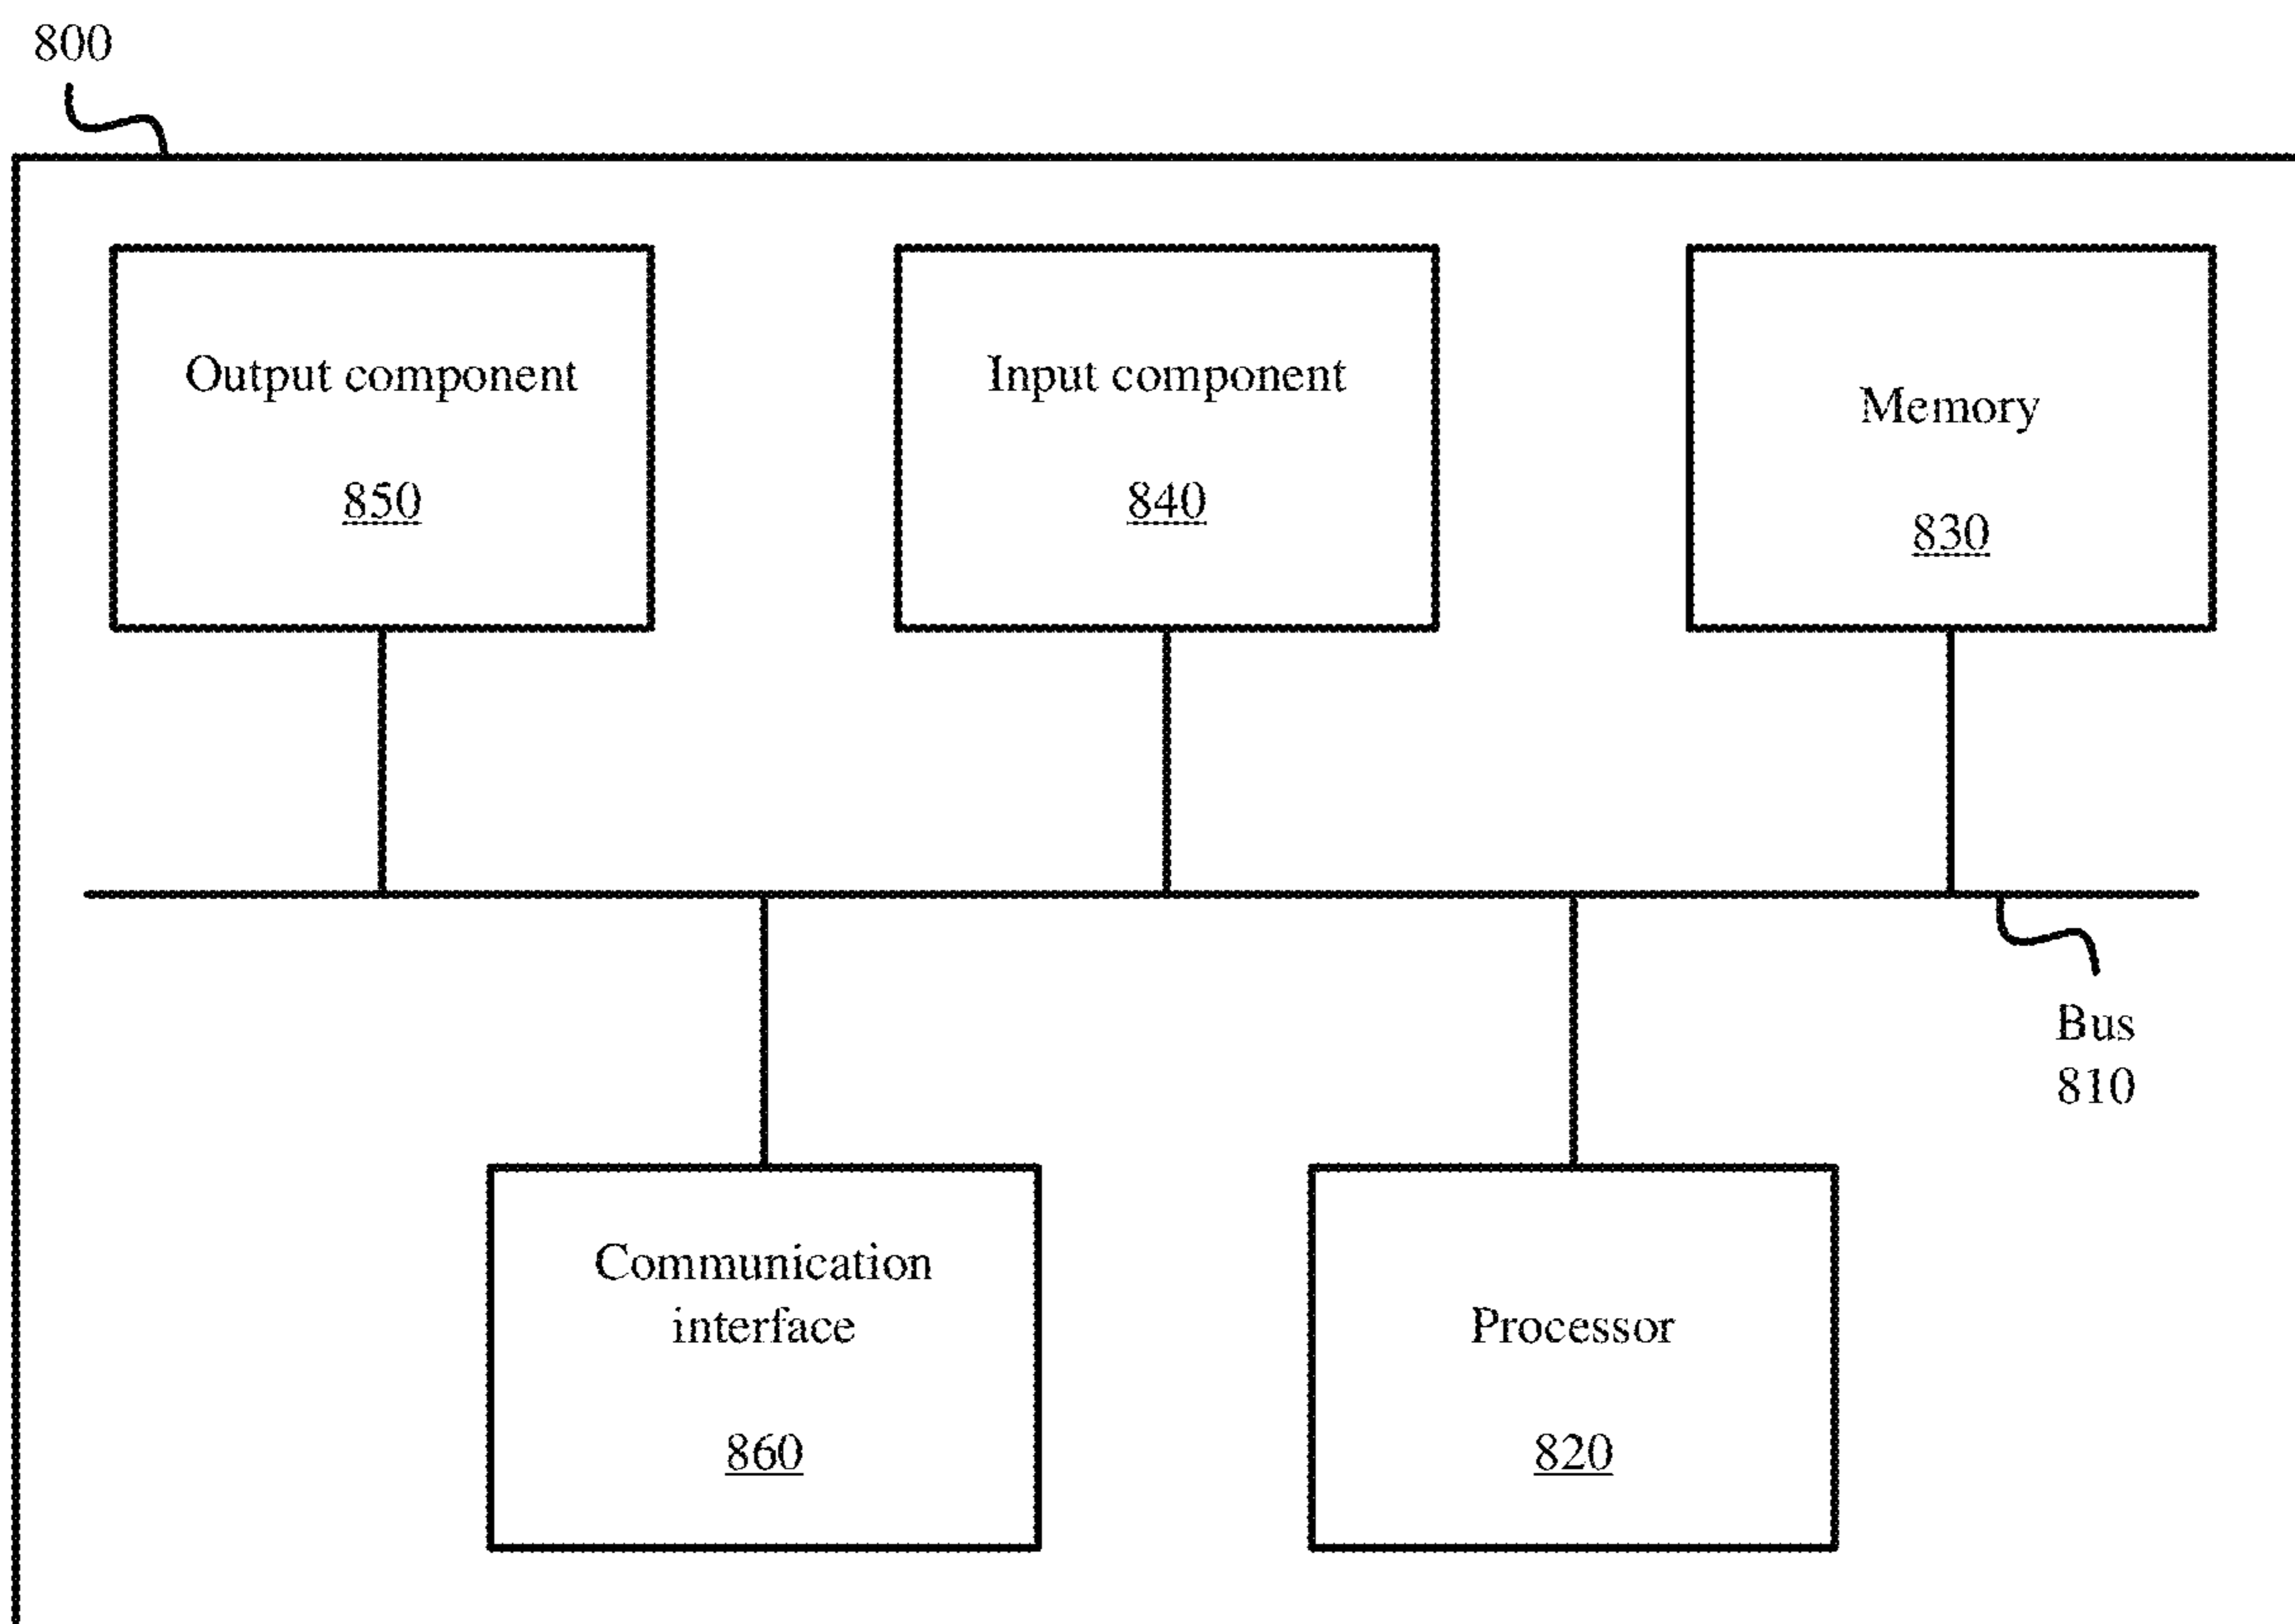 800
Output component
850
Input component
840
Memory
830
Bus
810
Communication
interface
860
Processor
820